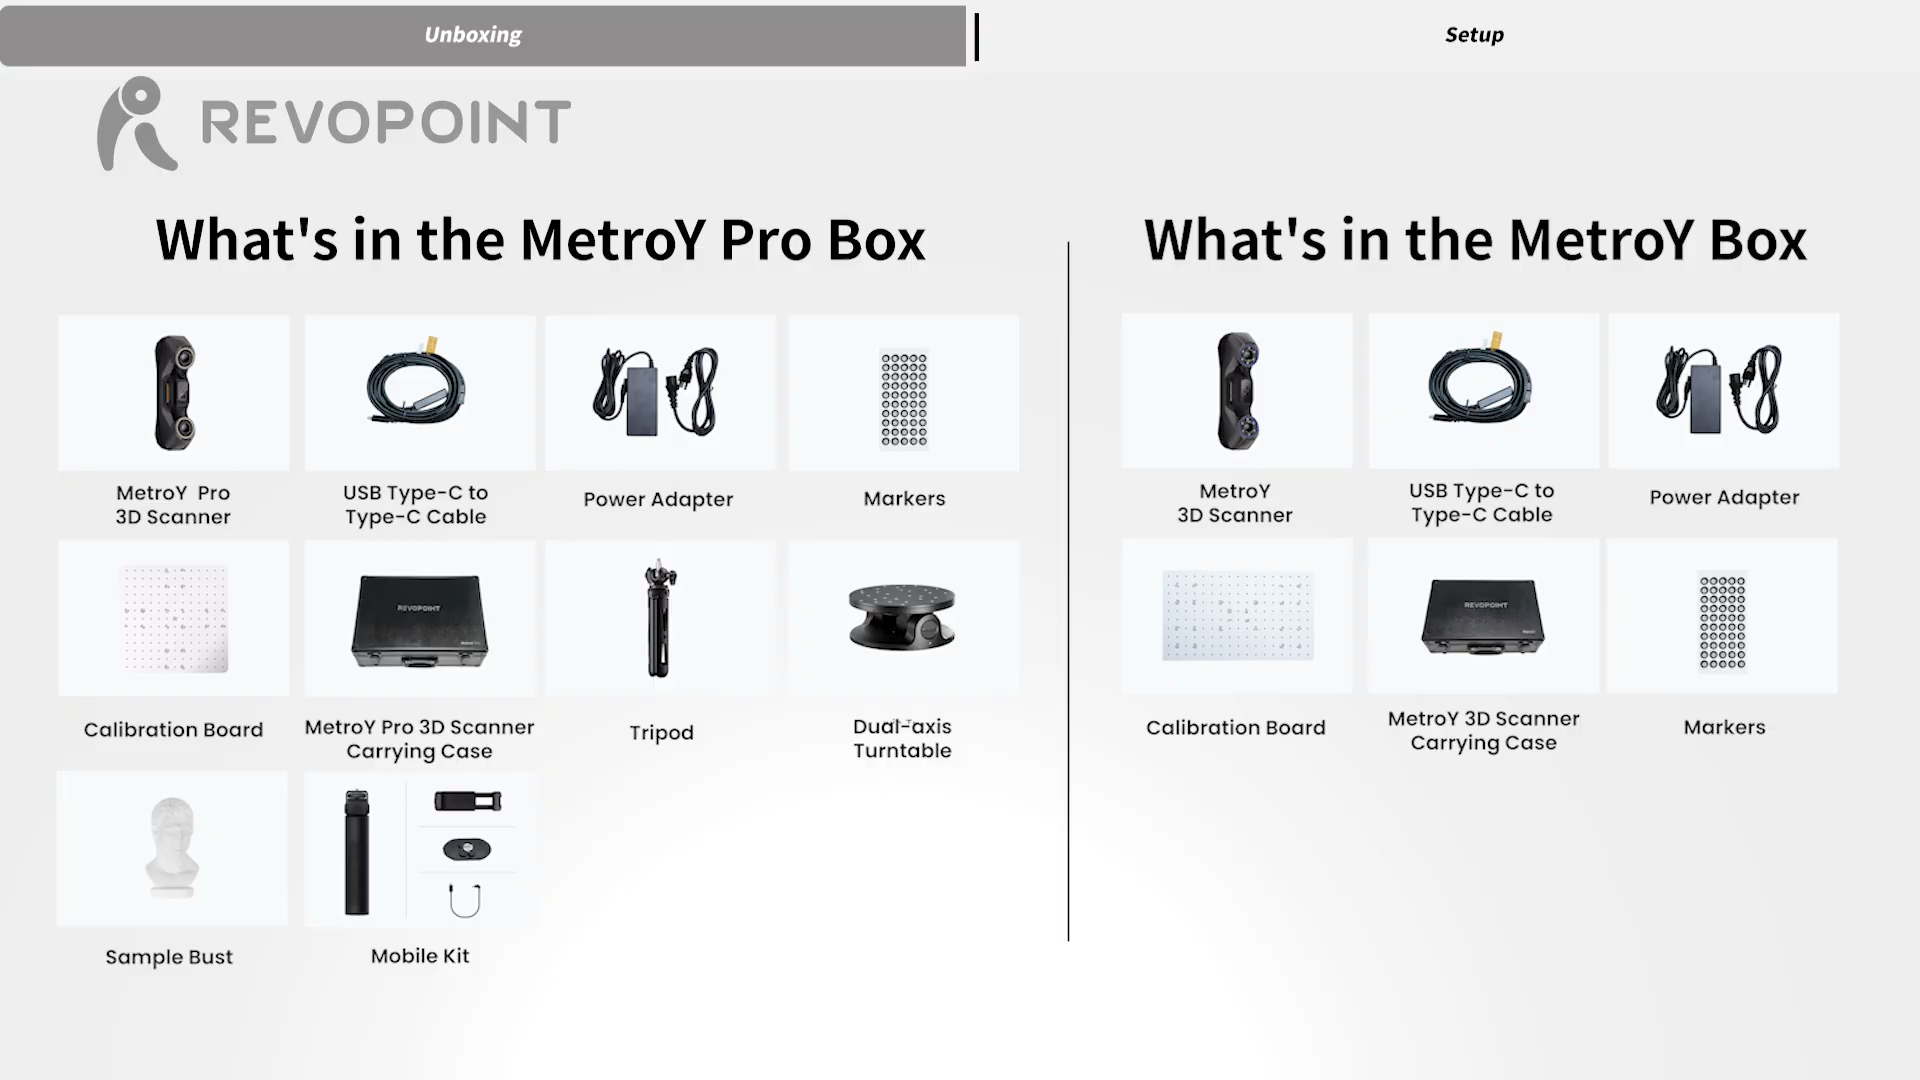 Unboxing
Setup
REVOPOINT
What's in the MetroY Pro Box
MetroY Pro
3D Scanner
USB Type-C to
Type-C Cable
Power Adapter
Markers
REVOPOINT
Calibration Board
MetroY Pro 3D Scanner
Carrying Case
Tripod
Dual-axis
Turntable
Sample Bust
Mobile Kit
What's in the MetroY Box
MetroY
3D Scanner
USB Type-C to
Type-C Cable
Power Adapter
REVOPOINT
Calibration Board
MetroY 3D Scanner
Carrying Case
Markers